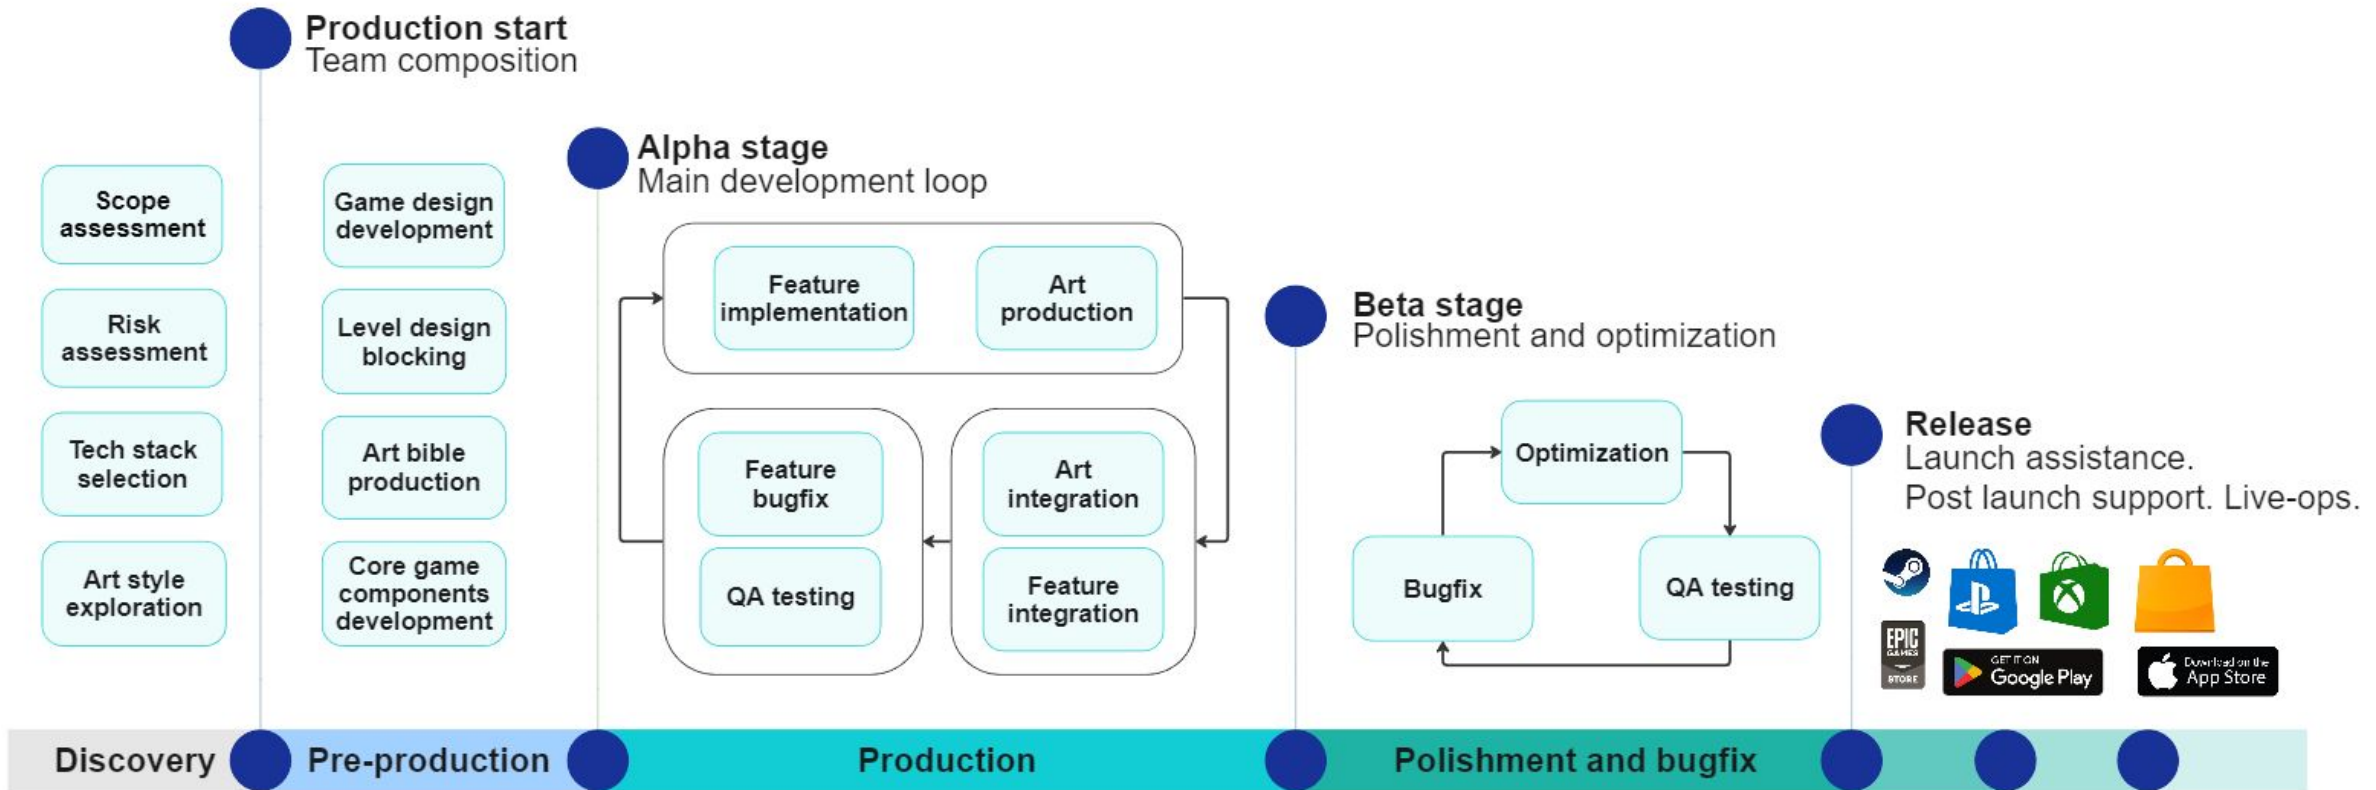 Production start
Team composition
Alpha stage
Main development loop
Scope
assessment
Risk
assessment
Tech stack
selection
Art style
exploration
Game design
development
Level design
blocking
Art bible
production
Core game
components
development
Feature
implementation
Art
production
Feature
bugfix
QA testing
Art
integration
Feature
integration
Beta stage
Polishment and optimization
Optimization
Bugfix
QA testing
Release
Launch assistance.
Post launch support. Live-ops.
EPIC
GAMES
STORE
GET IT ON
Google Play
Download on the
App Store
Discovery
Pre-production
Production
Polishment and bugfix